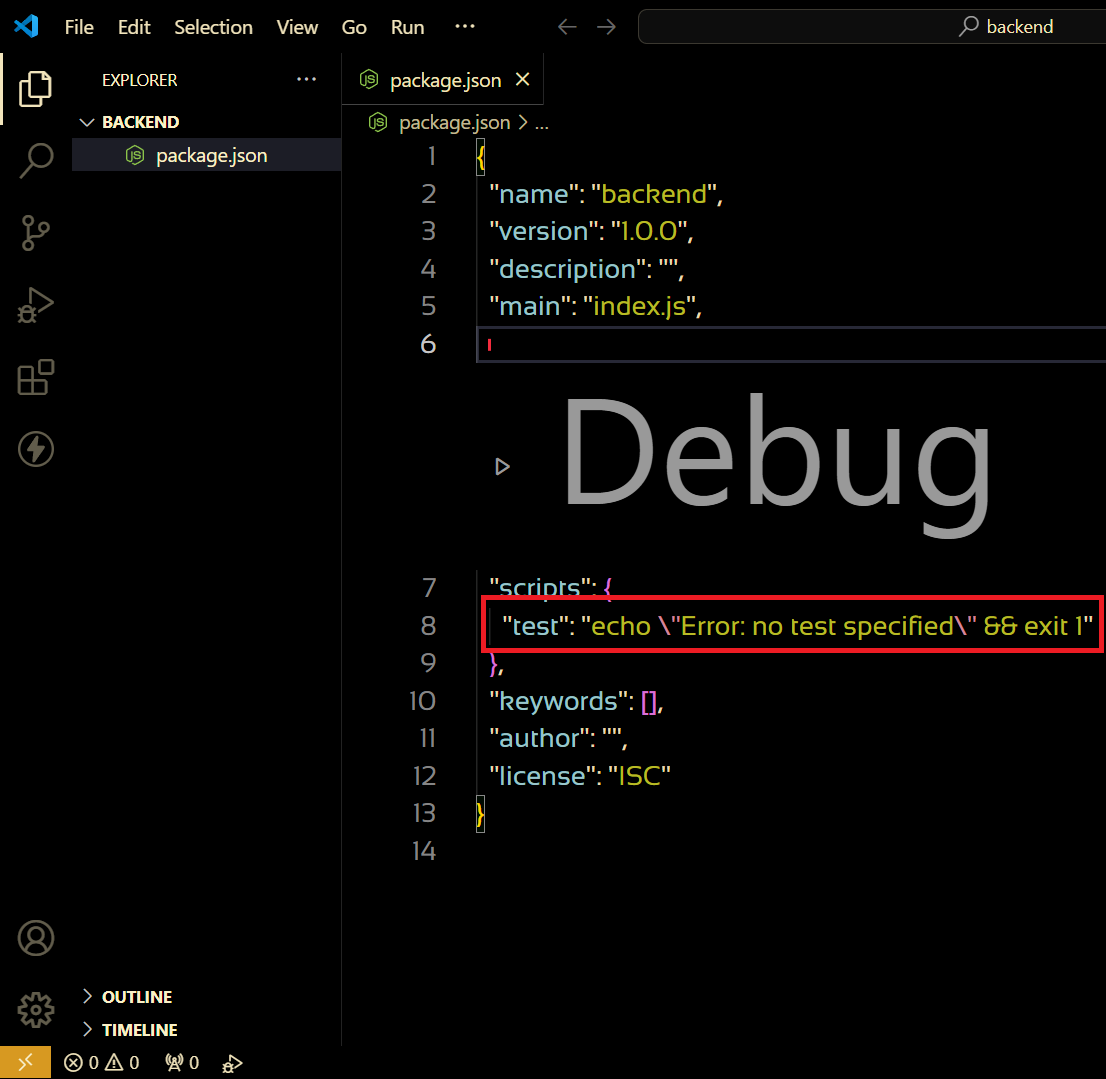 File Edit Selection View Go Run ···
backend
EXPLORER ···
BACKEND
package.json
package.json
package.json > ...
1 {
2 "name": "backend",
3 "version": "1.0.0",
4 "description": "",
5 "main": "index.js",
6
Debug
7 "scripts": {
8 "test": "echo \"Error: no test specified\" && exit 1"
9 },
10 "keywords": [],
11 "author": "",
12 "license": "ISC"
13 }
14
OUTLINE
TIMELINE
0 0 0